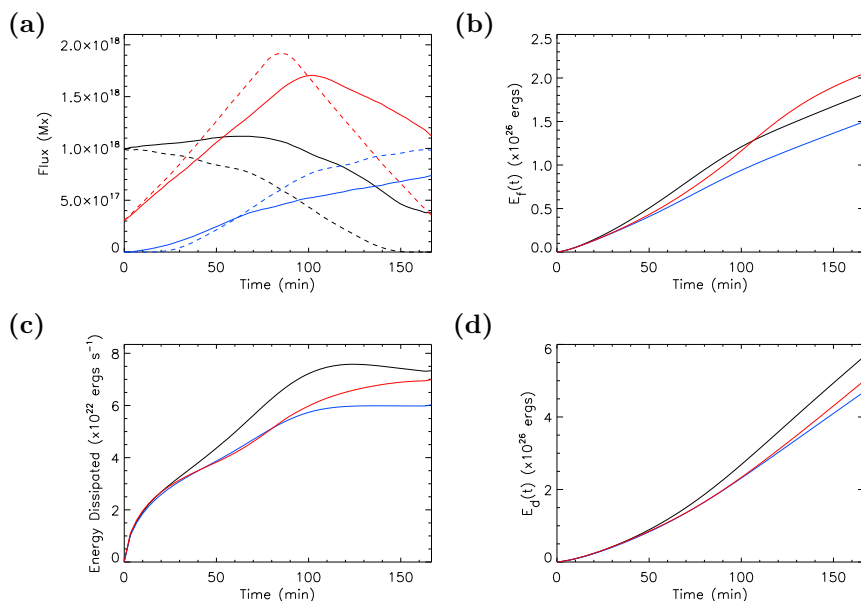 (a)
2.0×10¹⁸
1.5×10¹⁸
1.0×10¹⁸
5.0×10¹⁷
0
Flux (Mx)
0 50 100 150
Time (min)
(b)
2.5
2.0
1.5
1.0
0.5
0.0
E_f(t) (x10²⁶ ergs)
0 50 100 150
Time (min)
(c)
8
6
4
2
0
Energy Dissipated (x10²² ergs s⁻¹)
0 50 100 150
Time (min)
(d)
6
4
2
0
E_d(t) (x10²⁶ ergs)
0 50 100 150
Time (min)